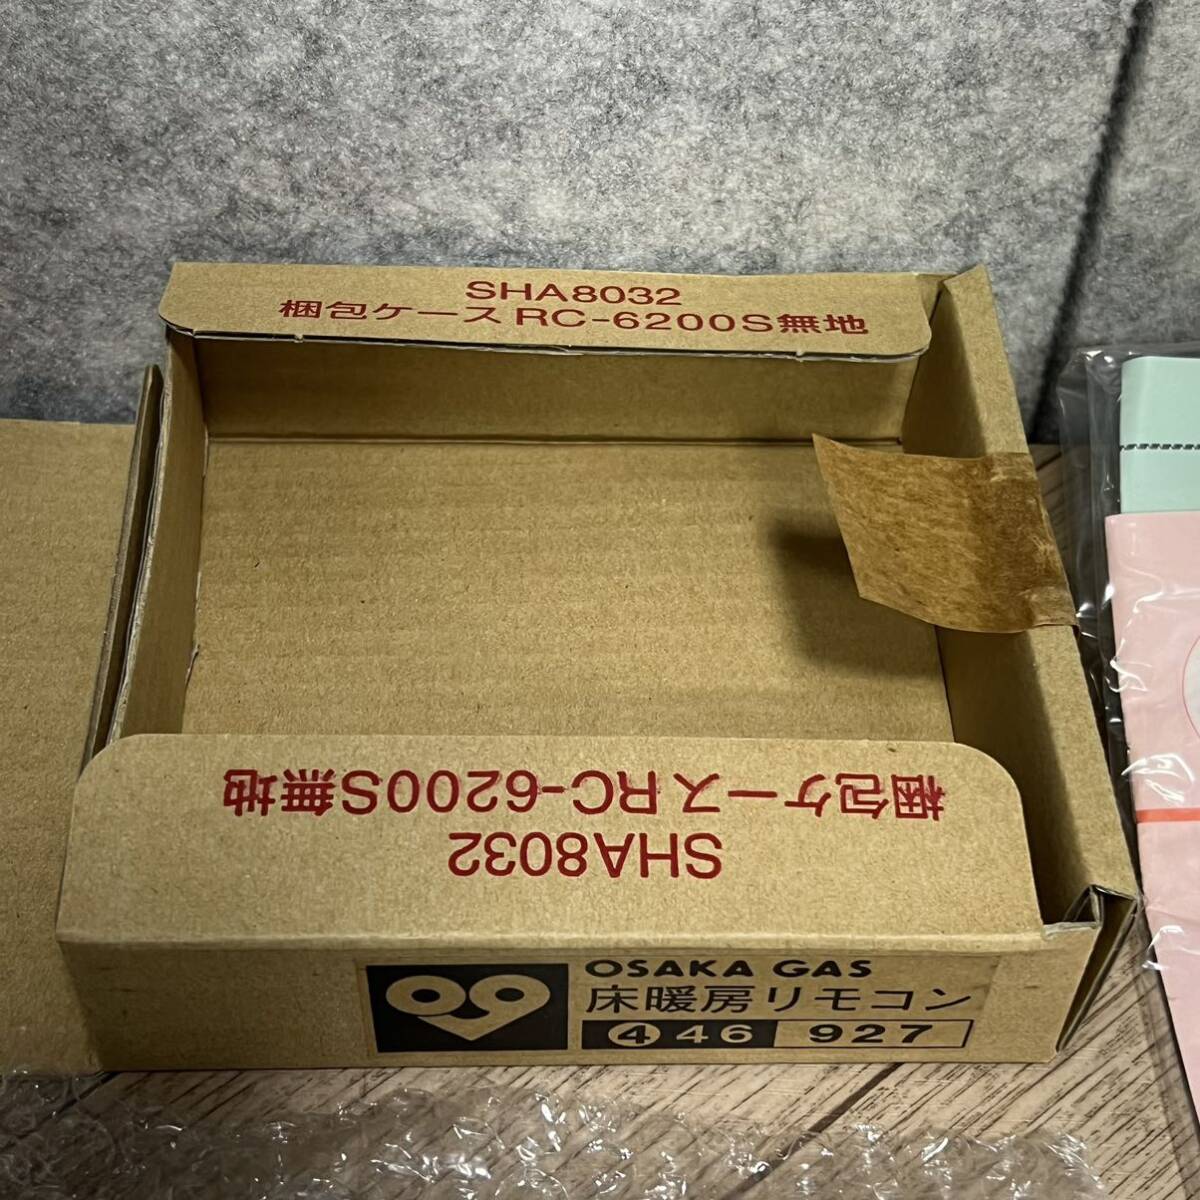 SHA8032
梱包ケースRC-6200S無地
梱包ケースRC-6200S無地
SHA8032
OSAKA GAS
床暖房リモコン
④46 927